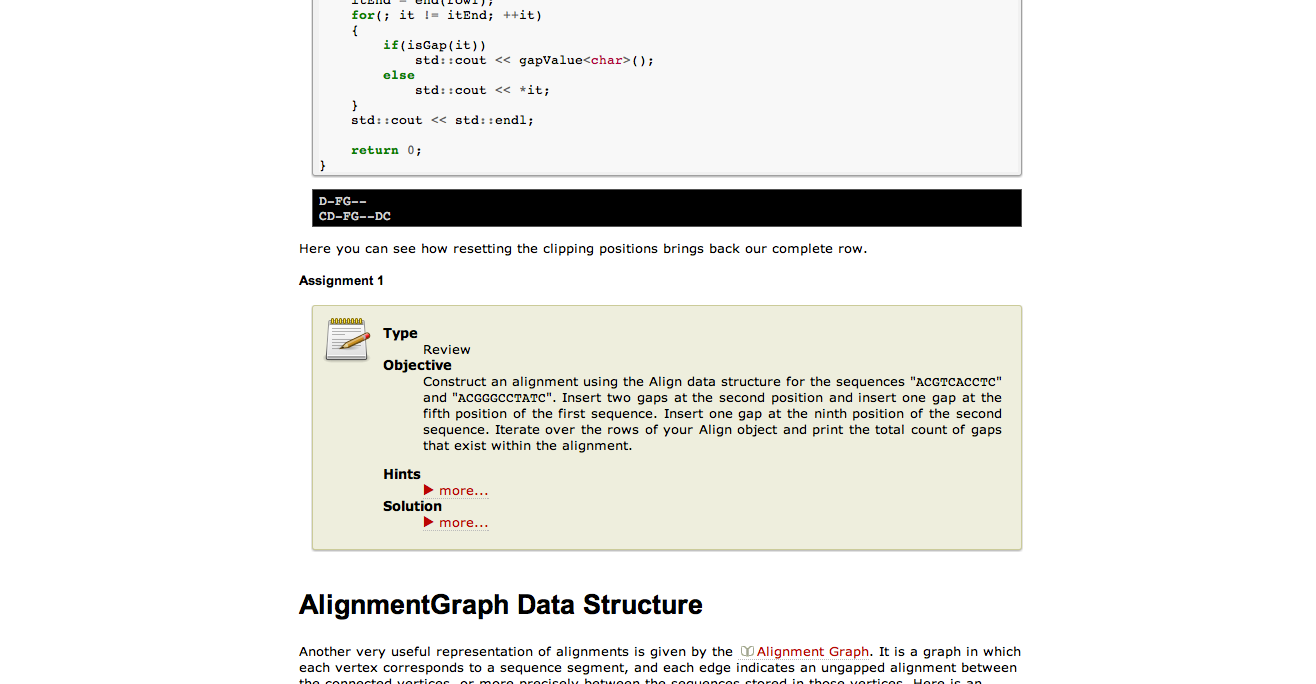 itEnd = end(row1);
for(; it != itEnd; ++it)
{
if(isGap(it))
std::cout << gapValue<char>();
else
std::cout << *it;
}
std::cout << std::endl;
return 0;
}
D-FG--
CD-FG--DC
Here you can see how resetting the clipping positions brings back our complete row.
Assignment 1
Type
Review
Objective
Construct an alignment using the Align data structure for the sequences "ACGTCACCTC"
and "ACGGGCCTATC". Insert two gaps at the second position and insert one gap at the
fifth position of the first sequence. Insert one gap at the ninth position of the second
sequence. Iterate over the rows of your Align object and print the total count of gaps
that exist within the alignment.
Hints
more...
Solution
more...
AlignmentGraph Data Structure
Another very useful representation of alignments is given by the Alignment Graph. It is a graph in which
each vertex corresponds to a sequence segment, and each edge indicates an ungapped alignment between
the connected vertices, or more precisely between the sequences stored in those vertices. Here is an